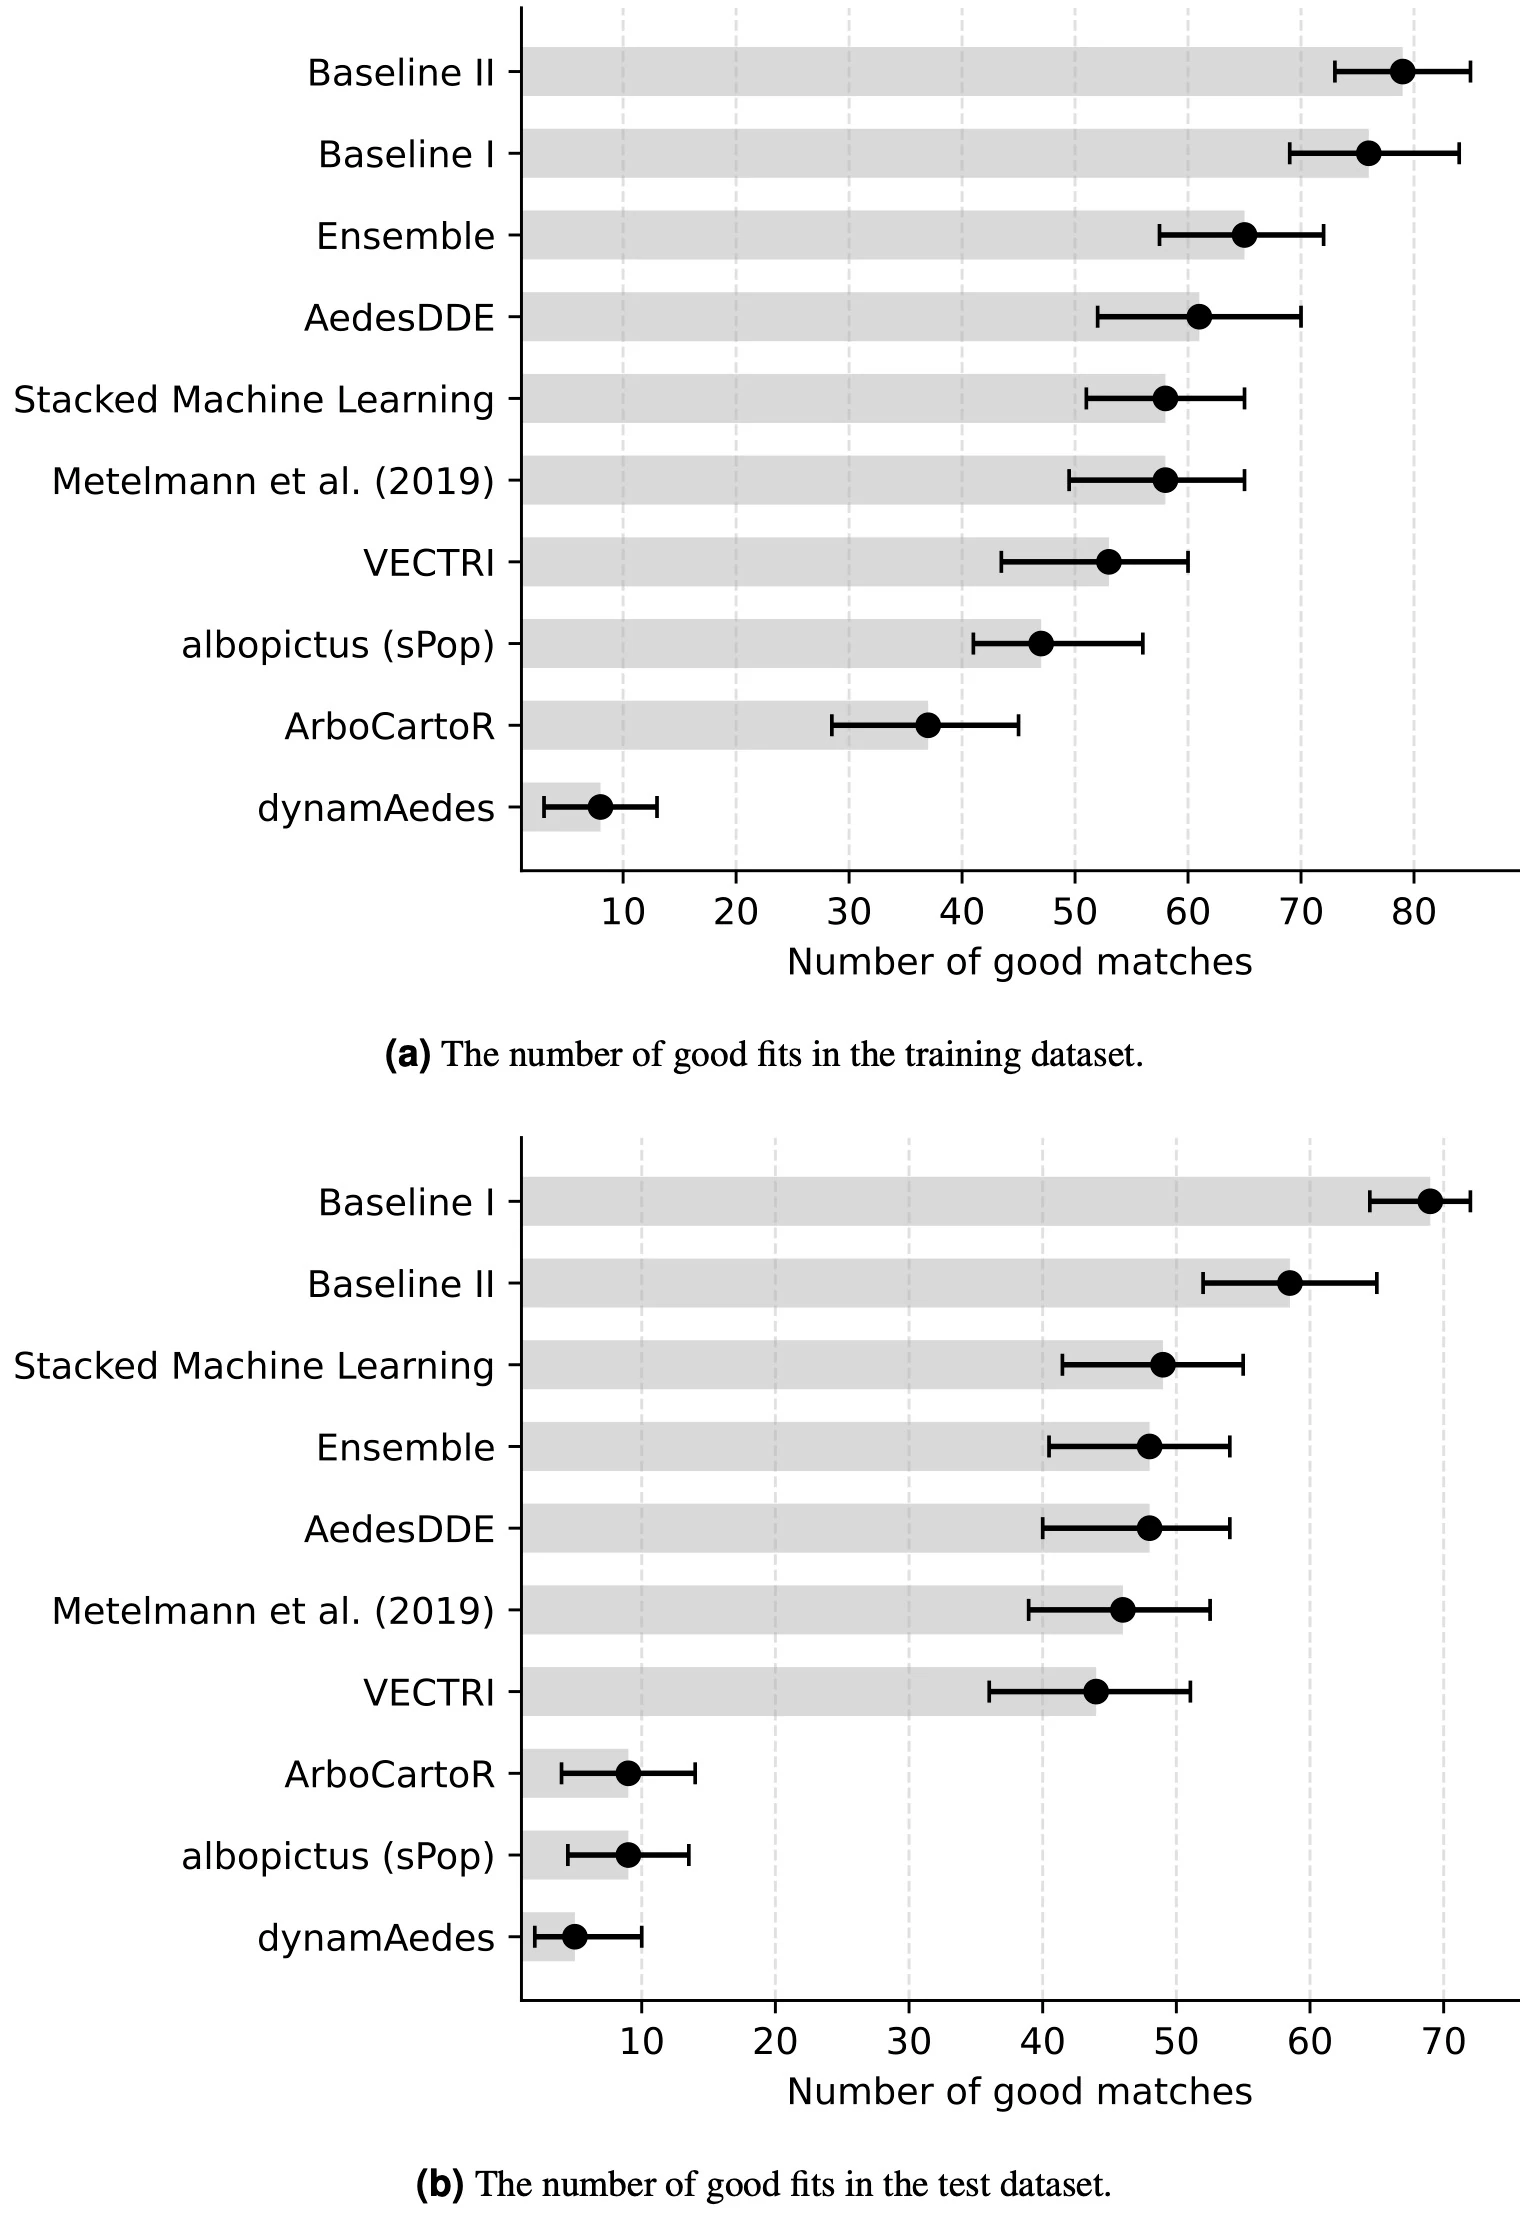 Baseline II
Baseline I
Ensemble
AedesDDE
Stacked Machine Learning
Metelmann et al. (2019)
VECTRI
albopictus (sPop)
ArboCartoR
dynamAedes
10 20 30 40 50 60 70 80
Number of good matches
(a) The number of good fits in the training dataset.
Baseline I
Baseline II
Stacked Machine Learning
Ensemble
AedesDDE
Metelmann et al. (2019)
VECTRI
ArboCartoR
albopictus (sPop)
dynamAedes
10 20 30 40 50 60 70
Number of good matches
(b) The number of good fits in the test dataset.